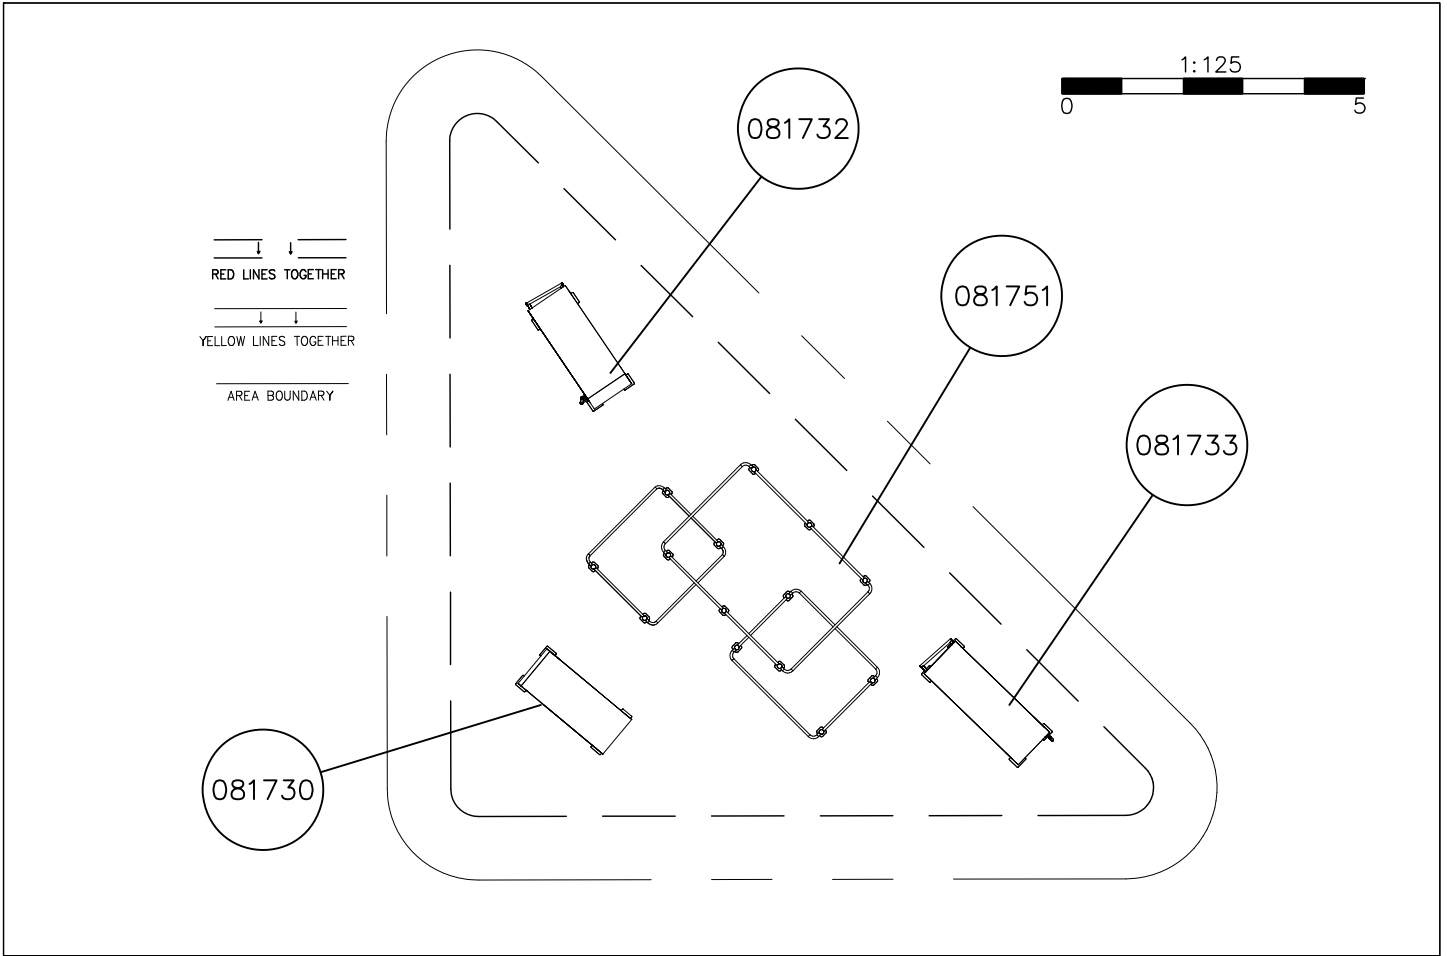 1:125
0 5
081732
RED LINES TOGETHER
YELLOW LINES TOGETHER
AREA BOUNDARY
081751
081733
081730